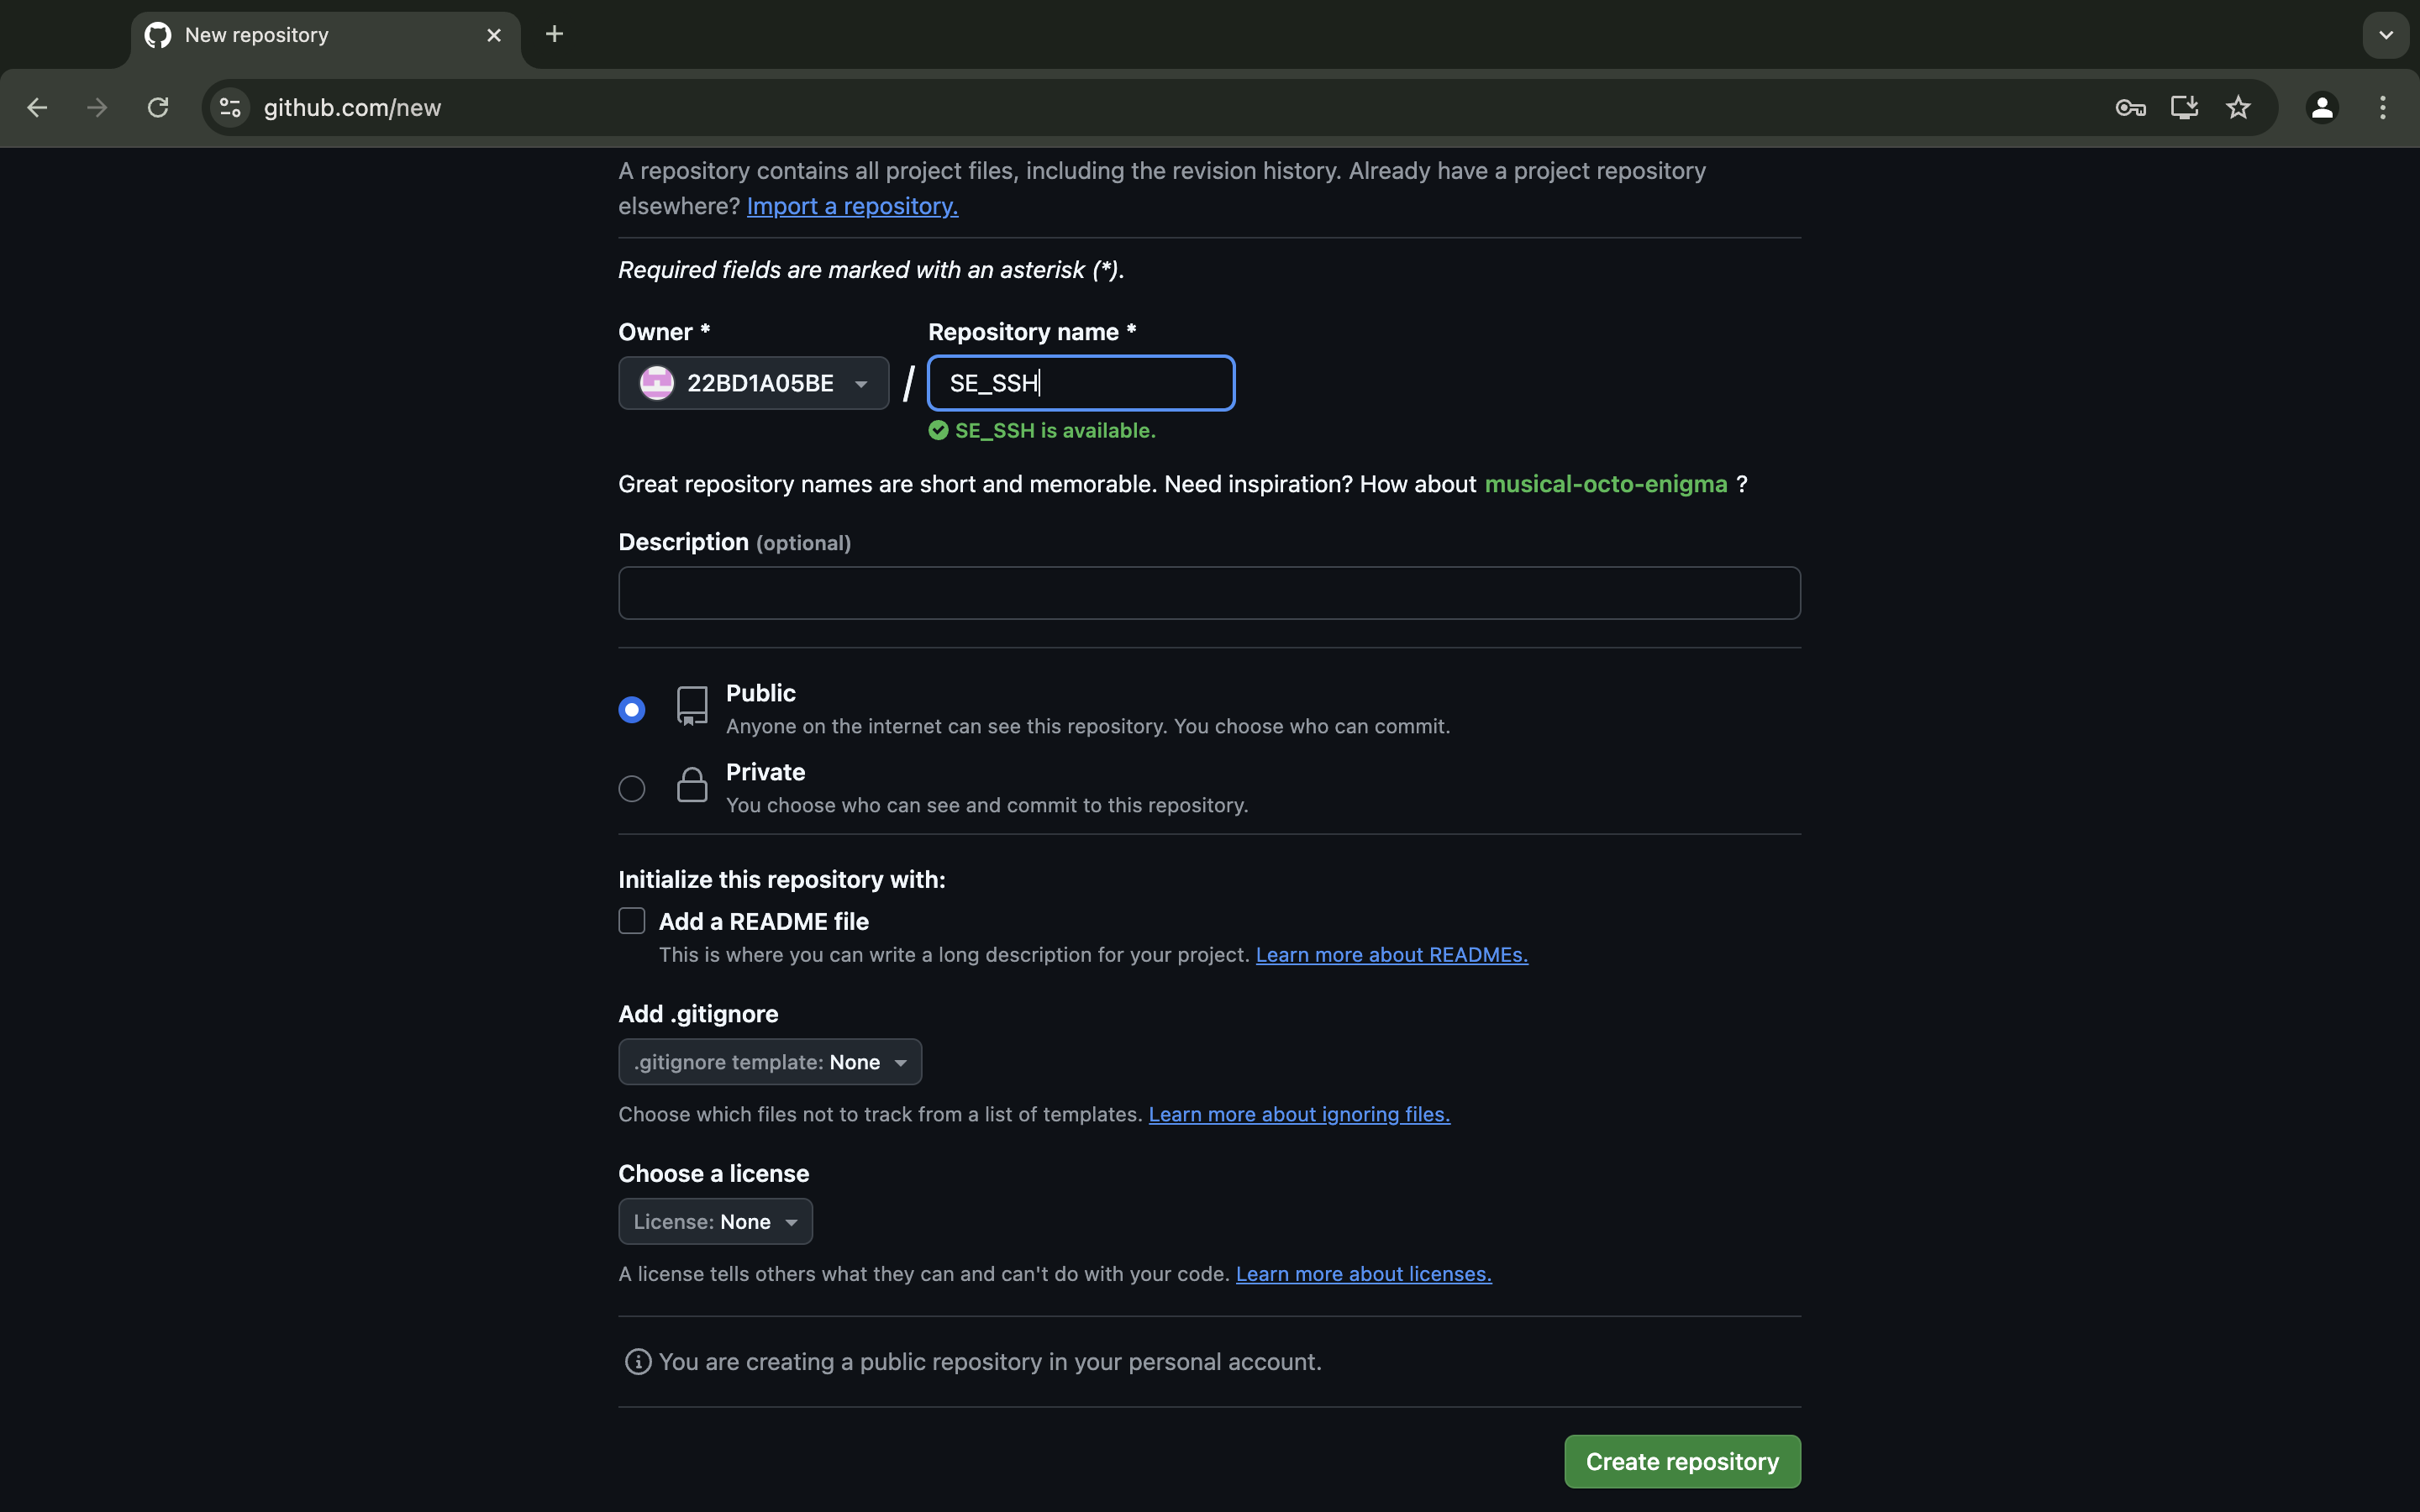 New repository
github.com/new
A repository contains all project files, including the revision history. Already have a project repository
elsewhere? Import a repository.
Required fields are marked with an asterisk (*).
Owner * Repository name *
22BD1A05BE / SE_SSH
SE_SSH is available.
Great repository names are short and memorable. Need inspiration? How about musical-octo-enigma ?
Description (optional)
Public
Anyone on the internet can see this repository. You choose who can commit.
Private
You choose who can see and commit to this repository.
Initialize this repository with:
Add a README file
This is where you can write a long description for your project. Learn more about READMEs.
Add .gitignore
.gitignore template: None
Choose which files not to track from a list of templates. Learn more about ignoring files.
Choose a license
License: None
A license tells others what they can and can't do with your code. Learn more about licenses.
You are creating a public repository in your personal account.
Create repository